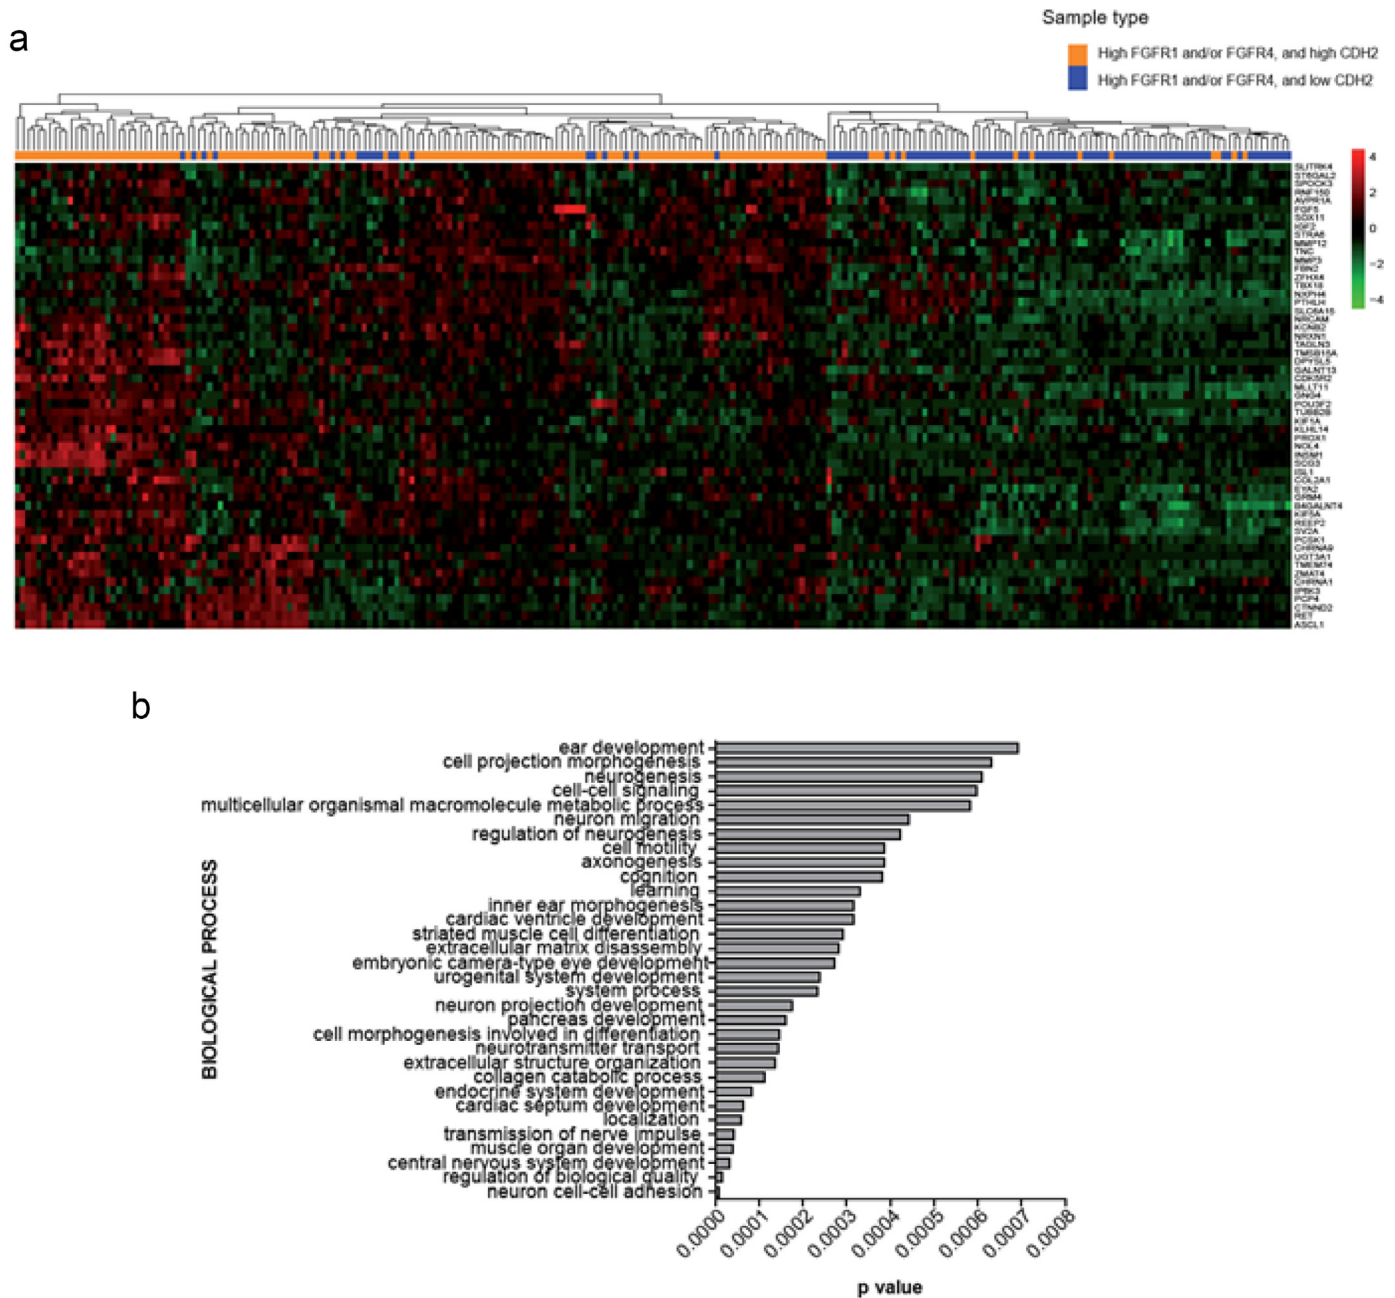 a
Sample type
High FGFR1 and/or FGFR4, and high CDH2
High FGFR1 and/or FGFR4, and low CDH2
4
2
0
−2
−4
SLITRK4
ST6GAL2
SPOCK3
RNF150
AVPR1A
FGF5
SOX11
IGF2
STRA6
MMP12
TNC
MMP3
FBN2
ZFHX4
TBX18
NXPH4
PTHLH
SLC6A15
NRCAM
KCNB2
NRXN1
TAGLN3
TMSB15A
DPYSL5
GALNT13
CDK5R2
MLLT11
GNG4
POU3F2
TUBB2B
KIF1A
KLHL14
PROX1
NOL4
INSM1
SCG3
ISL1
COL2A1
EYA2
GRM4
B4GALNT4
KIF5A
REEP2
SV2A
PCSK1
CHRNA9
UGT3A1
TMEM74
ZMAT4
CHRNA1
IP6K3
PCP4
CTNND2
RET
ASCL1
b
BIOLOGICAL PROCESS
ear development
cell projection morphogenesis
neurogenesis
cell-cell signaling
multicellular organismal macromolecule metabolic process
neuron migration
regulation of neurogenesis
cell motility
axonogenesis
cognition
learning
inner ear morphogenesis
cardiac ventricle development
striated muscle cell differentiation
extracellular matrix disassembly
embryonic camera-type eye development
urogenital system development
system process
neuron projection development
pancreas development
cell morphogenesis involved in differentiation
neurotransmitter transport
extracellular structure organization
collagen catabolic process
endocrine system development
cardiac septum development
localization
transmission of nerve impulse
muscle organ development
central nervous system development
regulation of biological quality
neuron cell-cell adhesion
0.0000
0.0001
0.0002
0.0003
0.0004
0.0005
0.0006
0.0007
0.0008
p value